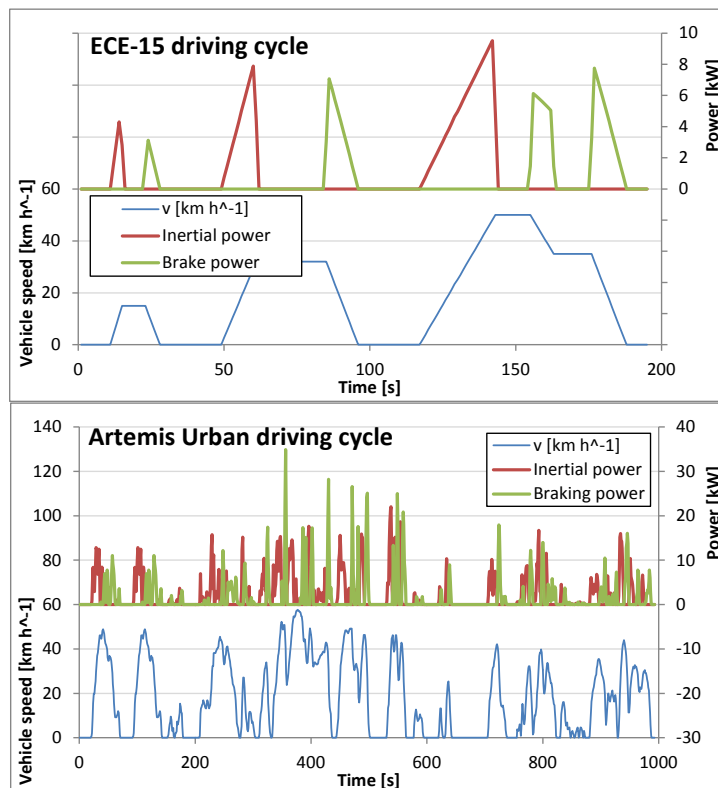 ECE-15 driving cycle
10
8
6
4
2
0
Power [kW]
60
40
20
0
Vehicle speed [km h^-1]
v [km h^-1]
Inertial power
Brake power
0 50 100 150 200
Time [s]
Artemis Urban driving cycle
140
120
100
80
60
40
20
0
Vehicle speed [km h^-1]
v [km h^-1]
Inertial power
Braking power
40
30
20
10
0
-10
-20
-30
Power [kW]
0 200 400 600 800 1000
Time [s]